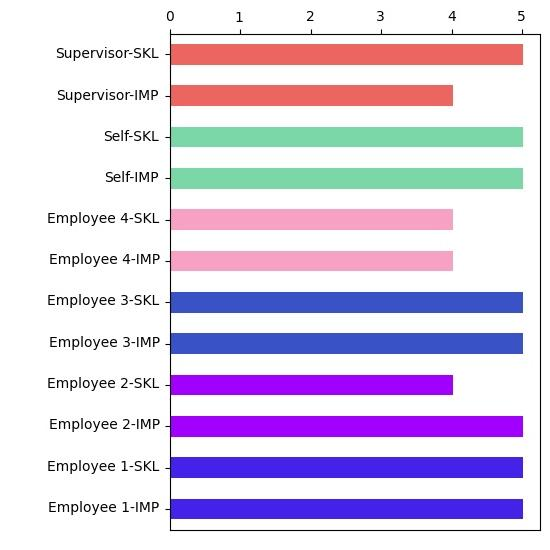 0 1 2 3 4 5
Supervisor-SKL
Supervisor-IMP
Self-SKL
Self-IMP
Employee 4-SKL
Employee 4-IMP
Employee 3-SKL
Employee 3-IMP
Employee 2-SKL
Employee 2-IMP
Employee 1-SKL
Employee 1-IMP